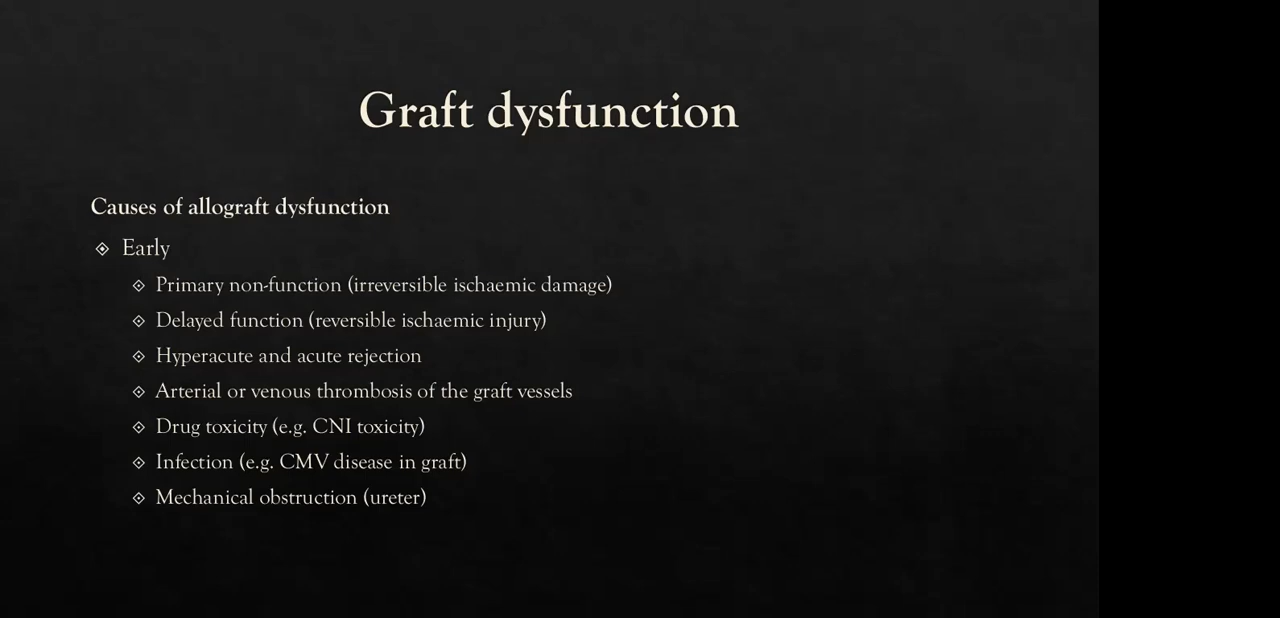 Graft dysfunction
Causes of allograft dysfunction
Early
Primary non-function (irreversible ischaemic damage)
Delayed function (reversible ischaemic injury)
Hyperacute and acute rejection
Arterial or venous thrombosis of the graft vessels
Drug toxicity (e.g. CNI toxicity)
Infection (e.g. CMV disease in graft)
Mechanical obstruction (ureter)